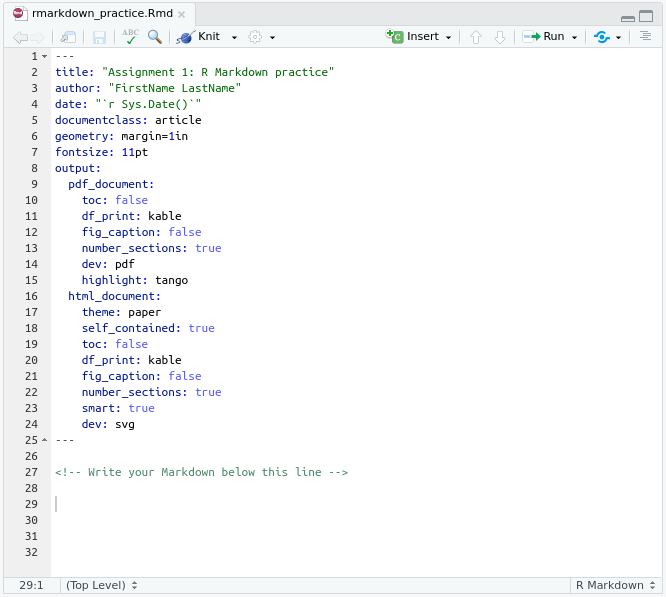 rmarkdown_practice.Rmd
ABC Knit Insert Run
1 ---
2 title: "Assignment 1: R Markdown practice"
3 author: "FirstName LastName"
4 date: "`r Sys.Date()`"
5 documentclass: article
6 geometry: margin=1in
7 fontsize: 11pt
8 output:
9   pdf_document:
10     toc: false
11     df_print: kable
12     fig_caption: false
13     number_sections: true
14     dev: pdf
15     highlight: tango
16   html_document:
17     theme: paper
18     self_contained: true
19     toc: false
20     df_print: kable
21     fig_caption: false
22     number_sections: true
23     smart: true
24     dev: svg
25 ---
26
27 <!-- Write your Markdown below this line -->
28
29
30
31
32
29:1 (Top Level) R Markdown